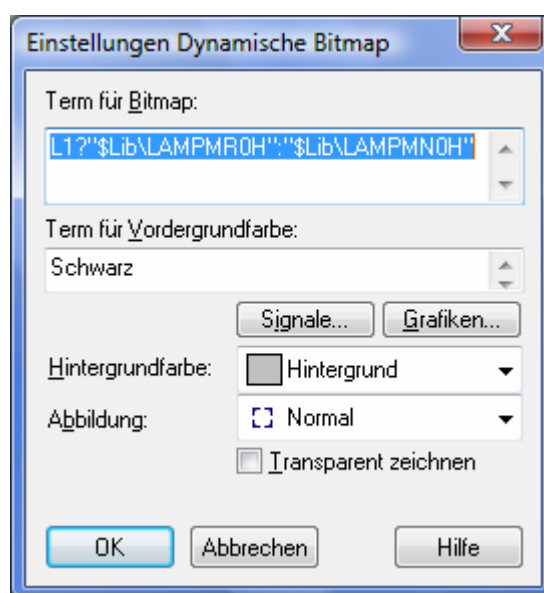 Einstellungen Dynamische Bitmap
Term für Bitmap:
L1?"$Lib\LAMPMR0H":"$Lib\LAMPMN0H"
Term für Vordergrundfarbe:
Schwarz
Signale... Grafiken...
Hintergrundfarbe: Hintergrund
Abbildung: Normal
Transparent zeichnen
OK Abbrechen Hilfe